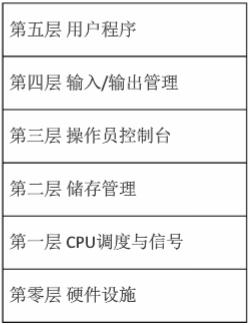 第五层 用户程序
第四层 输入/输出管理
第三层 操作员控制台
第二层 储存管理
第一层 CPU调度与信号
第零层 硬件设施